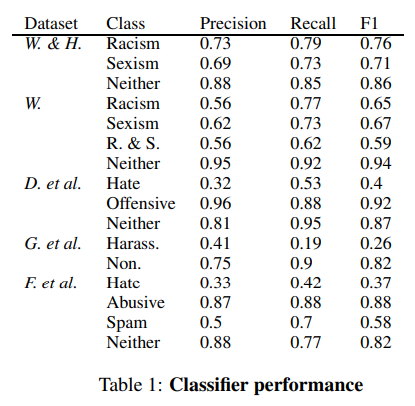 Dataset Class Precision Recall F1
W. & H. Racism 0.73 0.79 0.76
Sexism 0.69 0.73 0.71
Neither 0.88 0.85 0.86
W. Racism 0.56 0.77 0.65
Sexism 0.62 0.73 0.67
R. & S. 0.56 0.62 0.59
Neither 0.95 0.92 0.94
D. et al. Hate 0.32 0.53 0.4
Offensive 0.96 0.88 0.92
Neither 0.81 0.95 0.87
G. et al. Harass. 0.41 0.19 0.26
Non. 0.75 0.9 0.82
F. et al. Hate 0.33 0.42 0.37
Abusive 0.87 0.88 0.88
Spam 0.5 0.7 0.58
Neither 0.88 0.77 0.82
Table 1: Classifier performance